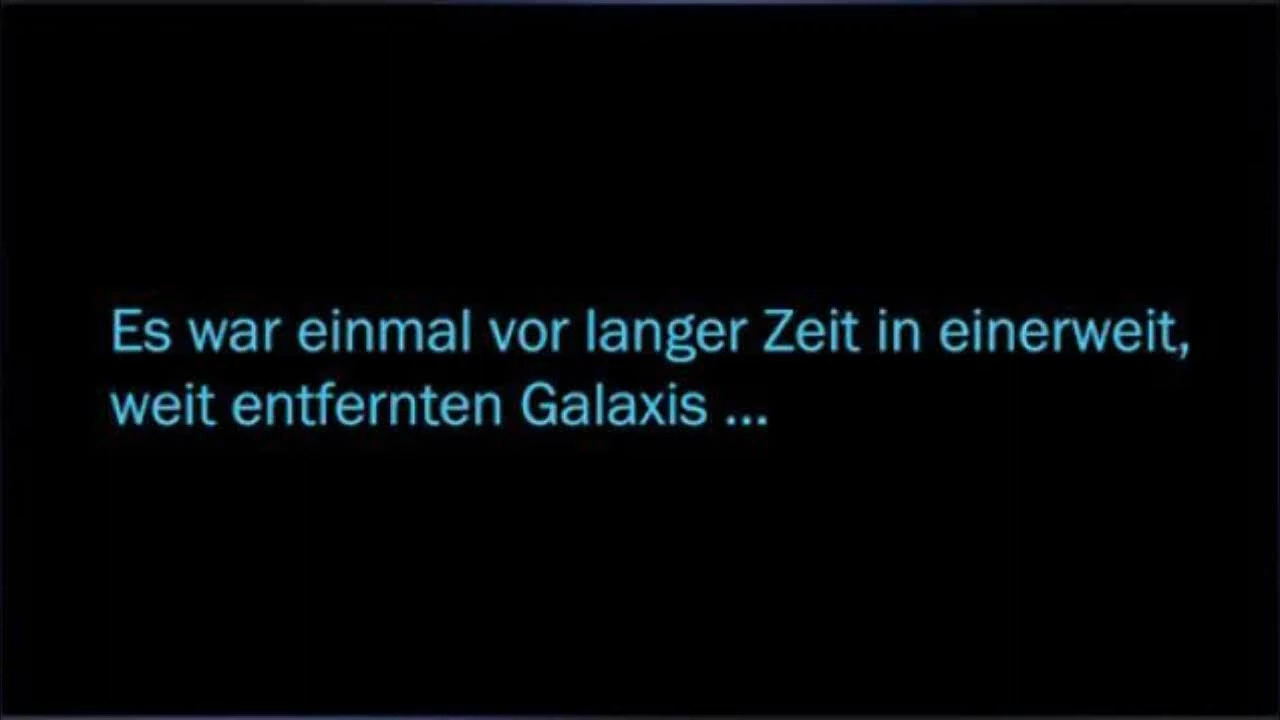 Es war einmal vor langer Zeit in einerweit,
weit entfernten Galaxis ...